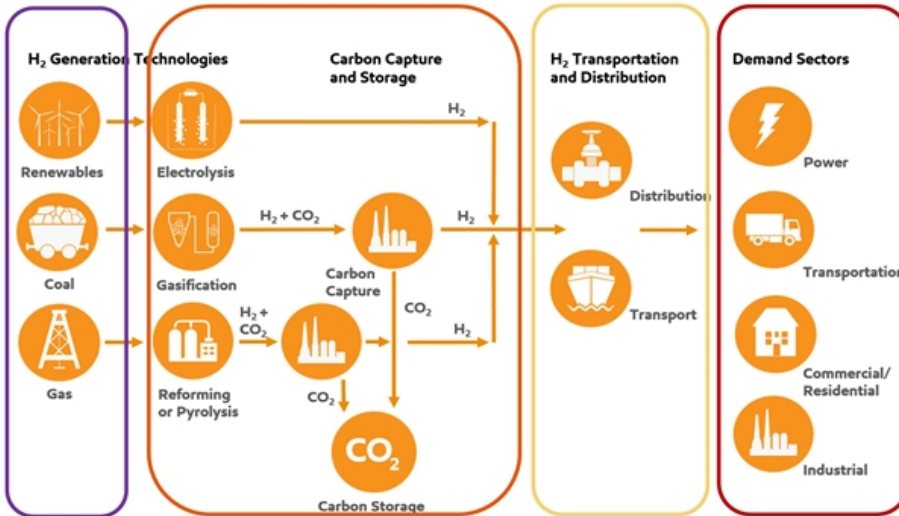 H₂ Generation Technologies
Carbon Capture
and Storage
H₂ Transportation
and Distribution
Demand Sectors
Renewables
Electrolysis
H₂
Distribution
Power
Coal
Gasification
H₂ + CO₂
Carbon
Capture
H₂
Transport
Transportation
Gas
Reforming
or Pyrolysis
H₂ +
CO₂
CO₂
H₂
CO₂
CO₂
Carbon Storage
Commercial/
Residential
Industrial